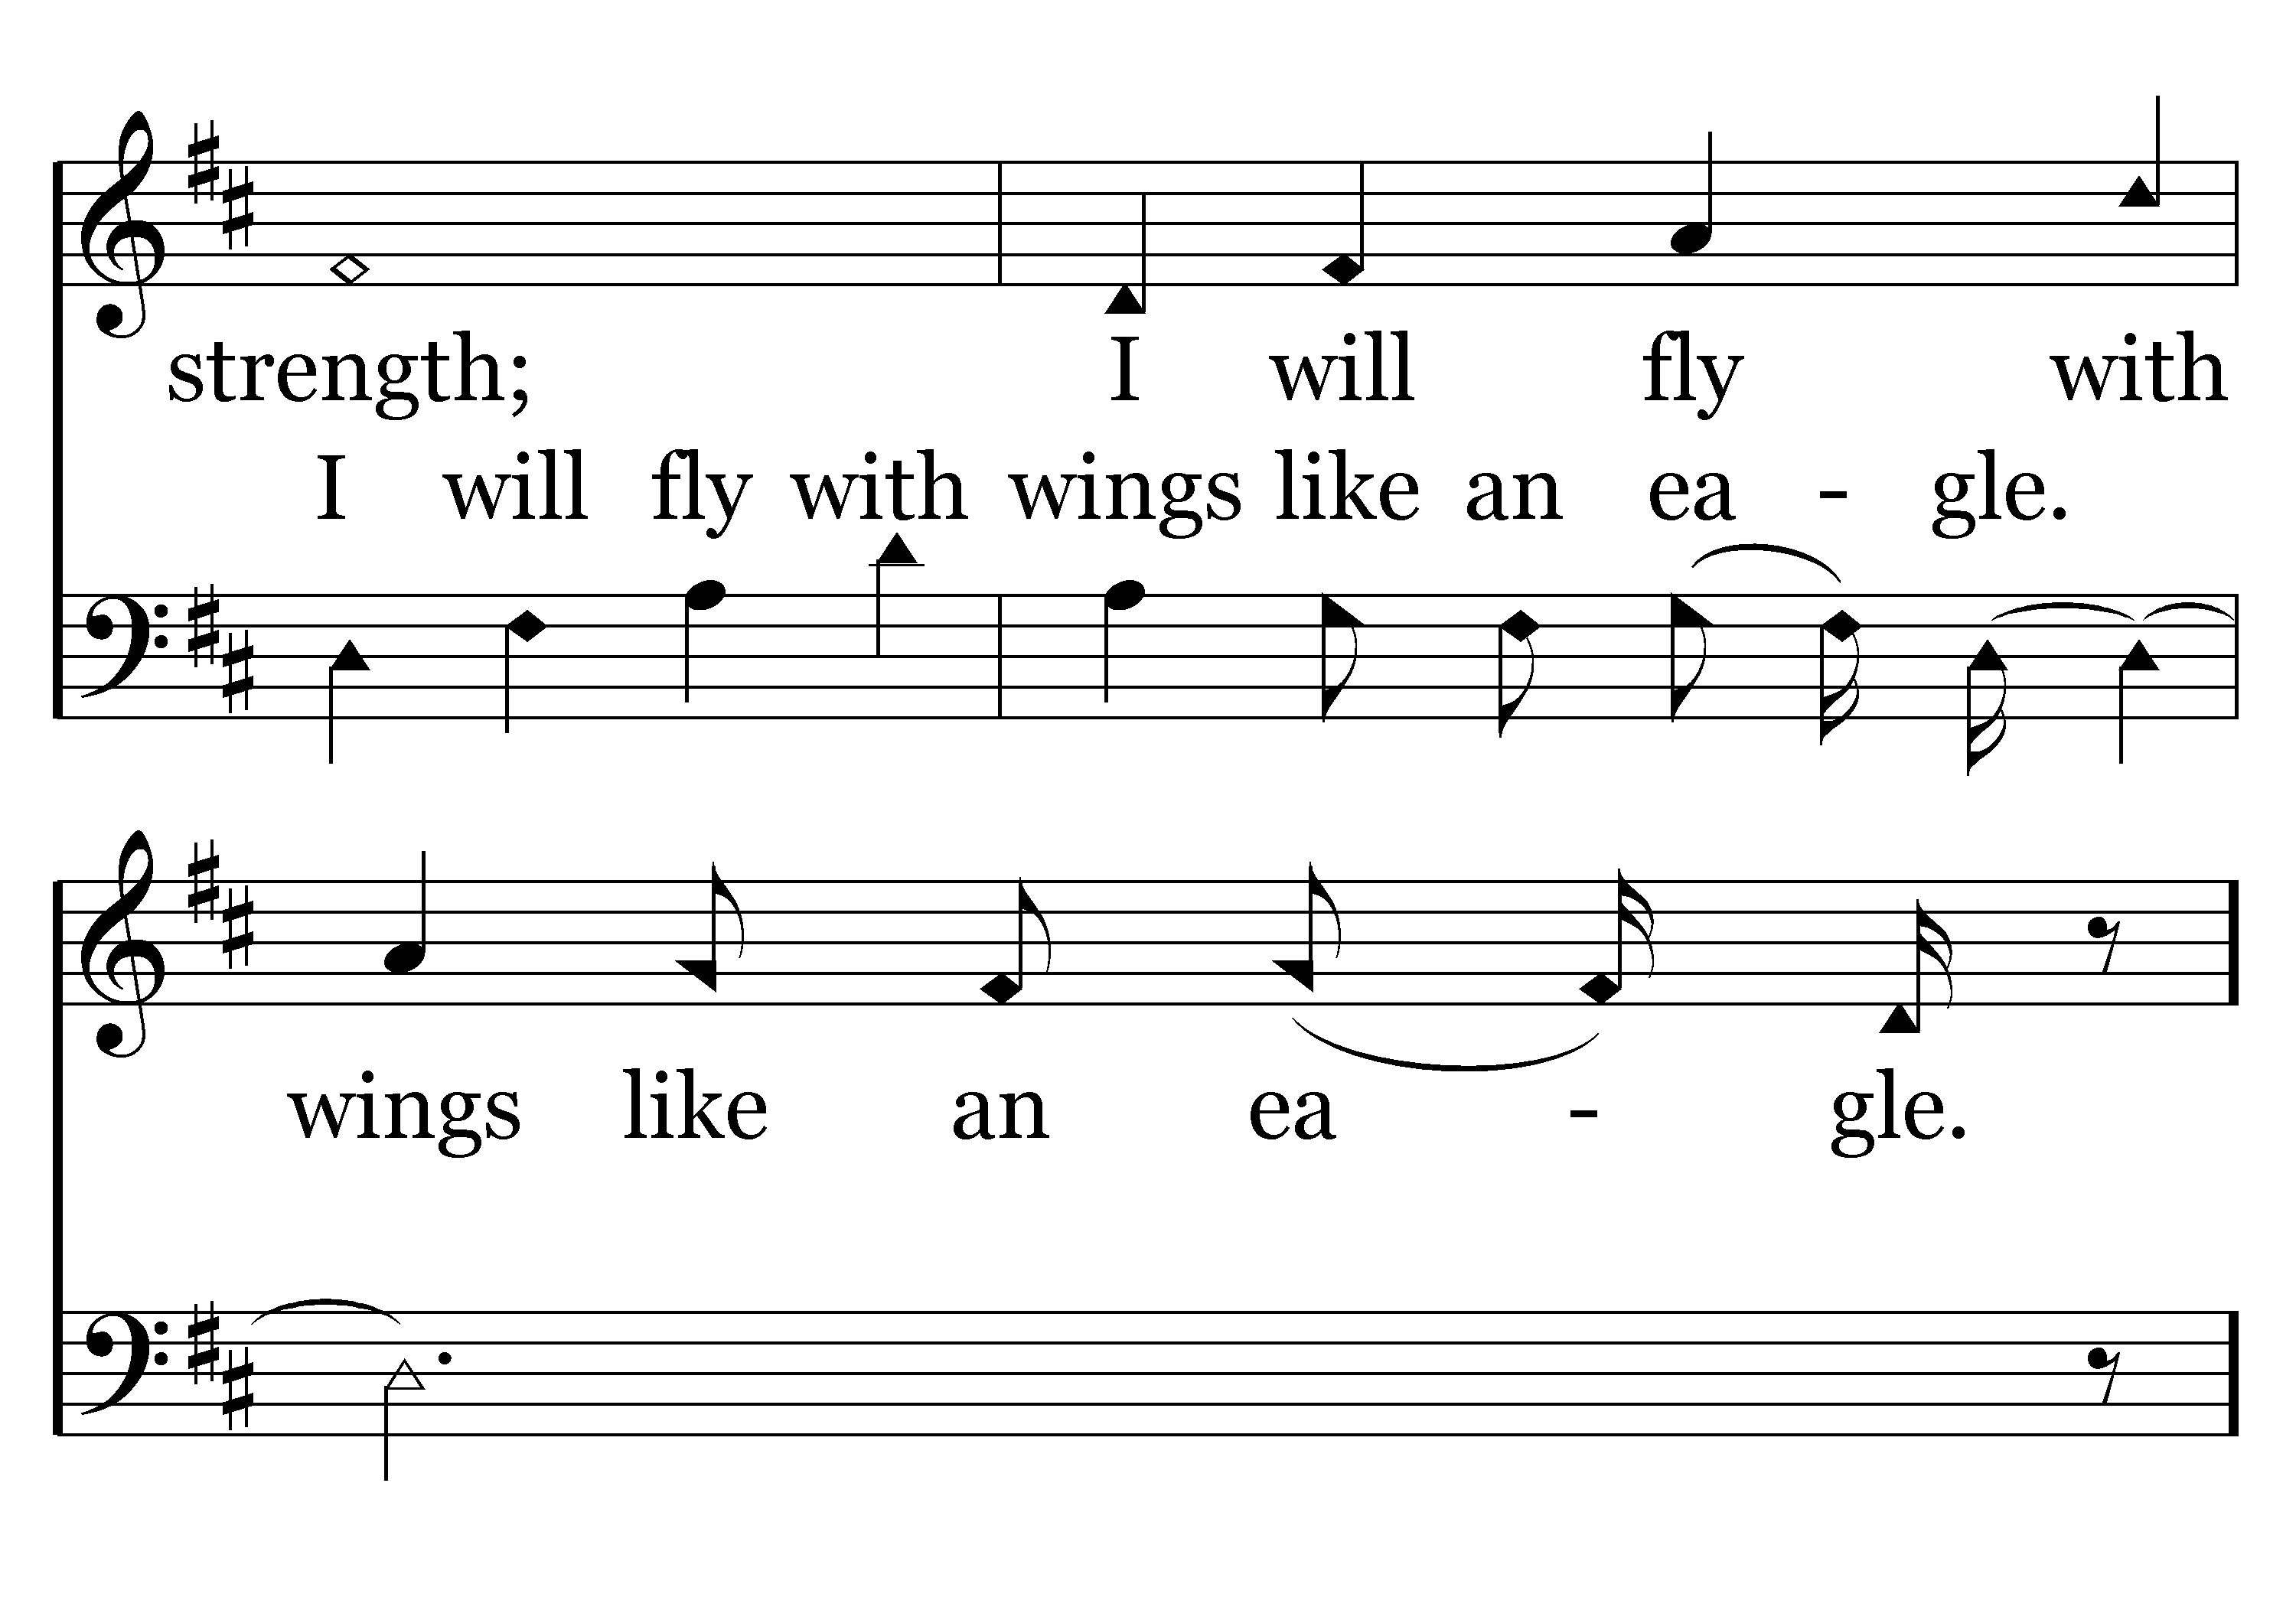 strength; I will fly with
I will fly with wings like an ea - gle.
wings like an ea - gle.